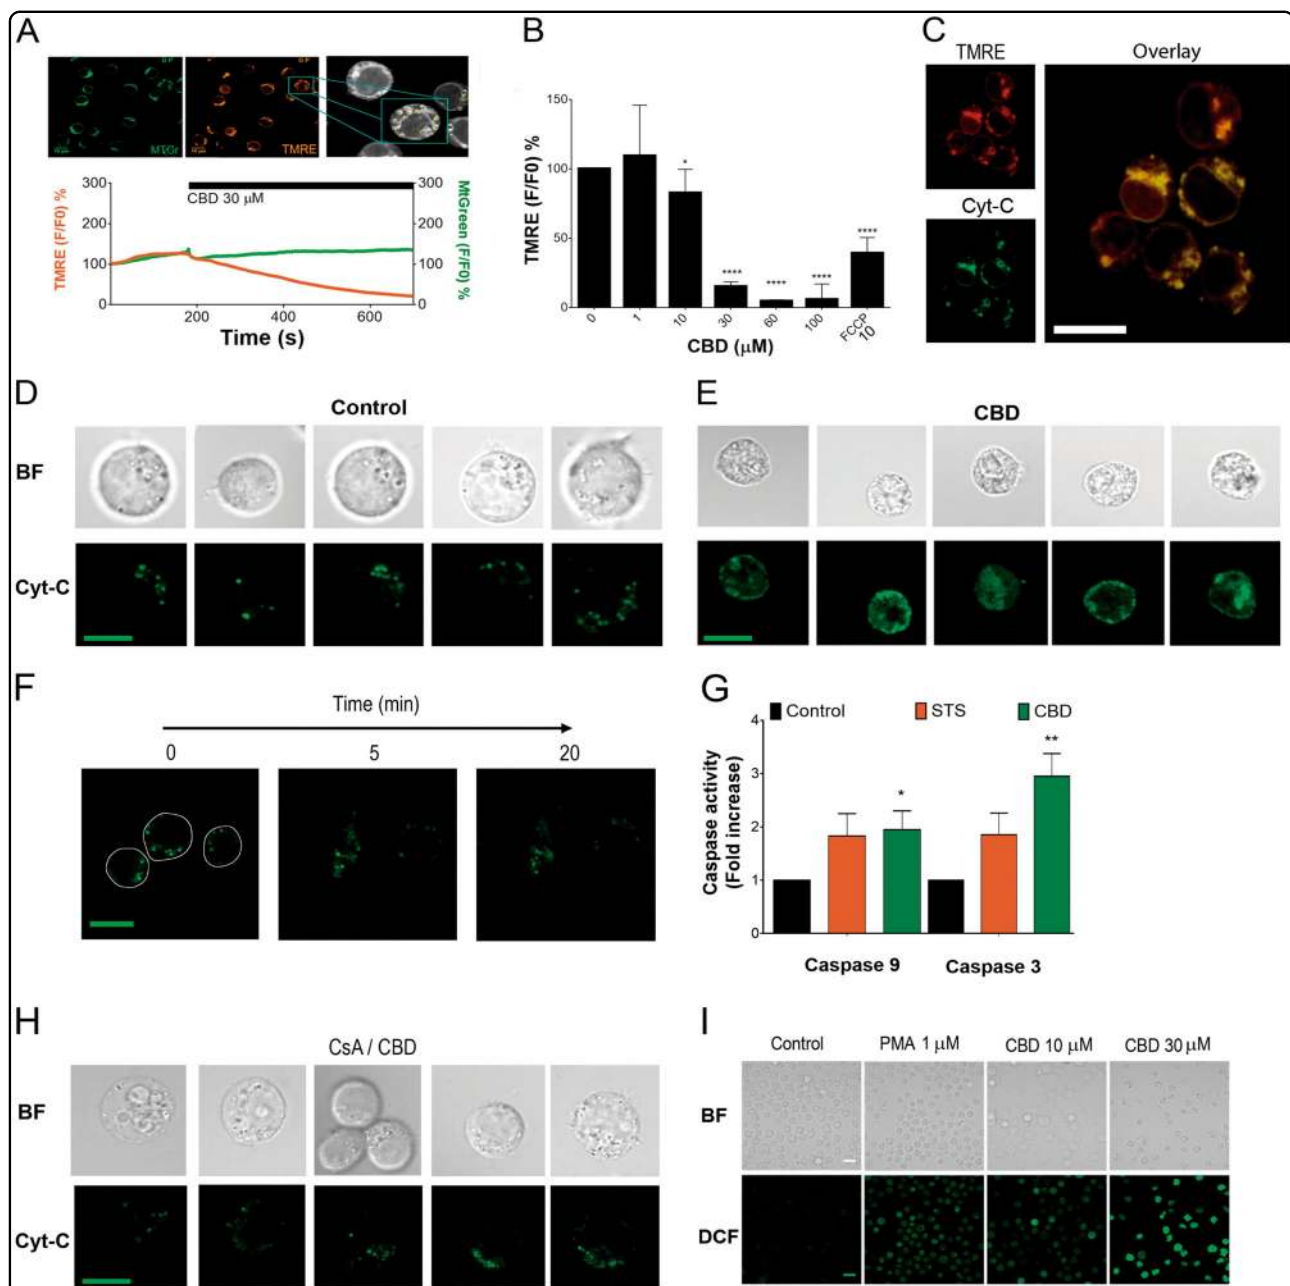 A
MTGr
TMRE
300
200
100
0
TMRE (F/F0) %
CBD 30 μM
300
200
100
0
MtGreen (F/F0) %
200
400
600
Time (s)
B
150
100
50
0
TMRE (F/F0) %
*
****
****
****
****
0
1
10
30
60
100
FCCP
10
CBD (μM)
C
TMRE
Overlay
Cyt-C
D
Control
BF
Cyt-C
E
CBD
F
Time (min)
0
5
20
G
Control
STS
CBD
4
3
2
1
0
Caspase activity
(Fold increase)
*
**
Caspase 9
Caspase 3
H
CsA / CBD
BF
Cyt-C
I
Control
PMA 1 μM
CBD 10 μM
CBD 30 μM
BF
DCF